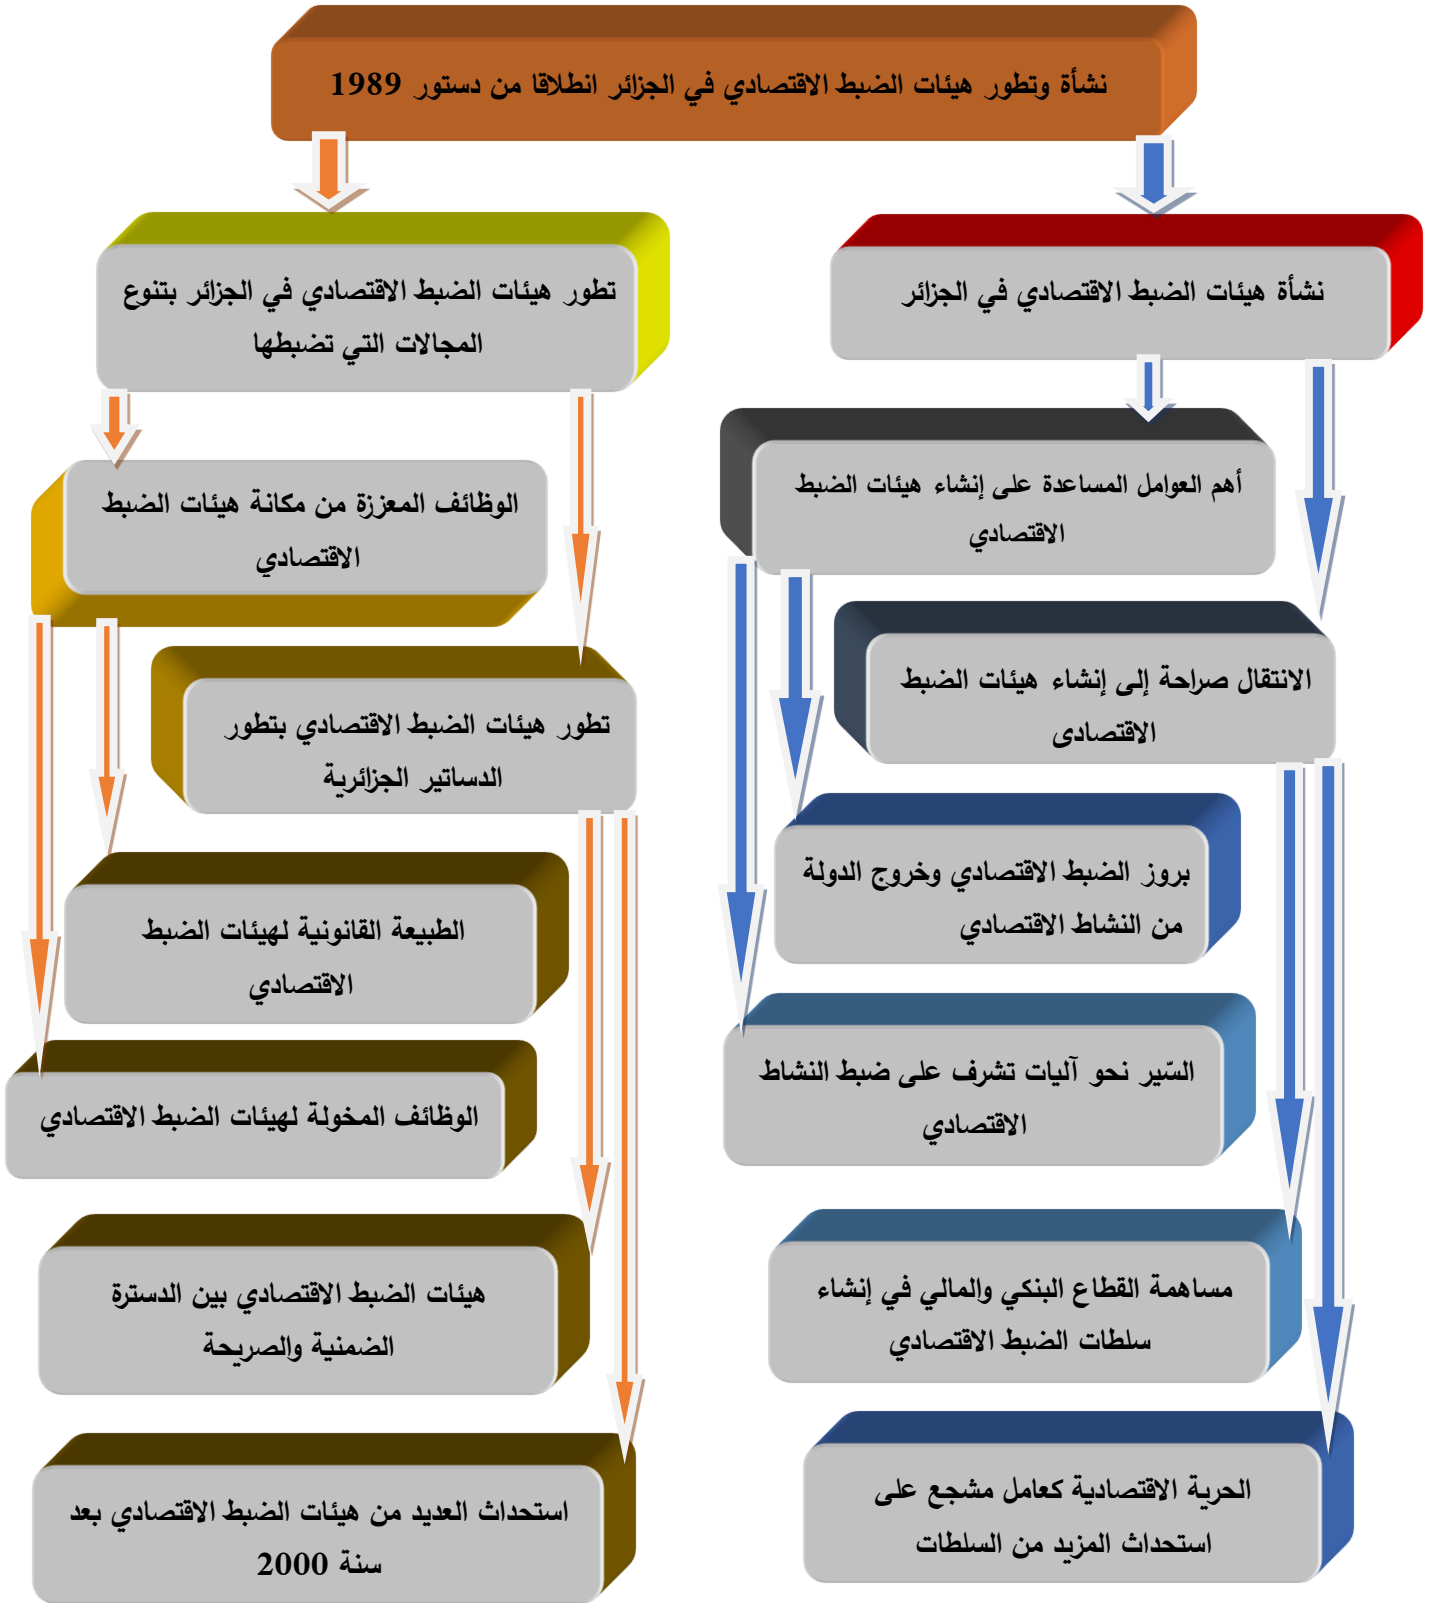 نشأة وتطور هيئات الضبط الاقتصادي في الجزائر انطلاقا من دستور 1989
نشأة هيئات الضبط الاقتصادي في الجزائر
أهم العوامل المساعدة على إنشاء هيئات الضبط
الاقتصادي
الانتقال صراحة إلى إنشاء هيئات الضبط
الاقتصادى
بروز الضبط الاقتصادي وخروج الدولة
من النشاط الاقتصادي
السّير نحو آليات تشرف على ضبط النشاط
الاقتصادي
مساهمة القطاع البنكي والمالي في إنشاء
سلطات الضبط الاقتصادي
الحرية الاقتصادية كعامل مشجع على
استحداث المزيد من السلطات
تطور هيئات الضبط الاقتصادي في الجزائر بتنوع
المجالات التي تضبطها
الوظائف المعززة من مكانة هيئات الضبط
الاقتصادي
تطور هيئات الضبط الاقتصادي بتطور
الدساتير الجزائرية
الطبيعة القانونية لهيئات الضبط
الاقتصادي
الوظائف المخولة لهيئات الضبط الاقتصادي
هيئات الضبط الاقتصادي بين الدسترة
الضمنية والصريحة
استحداث العديد من هيئات الضبط الاقتصادي بعد
سنة 2000